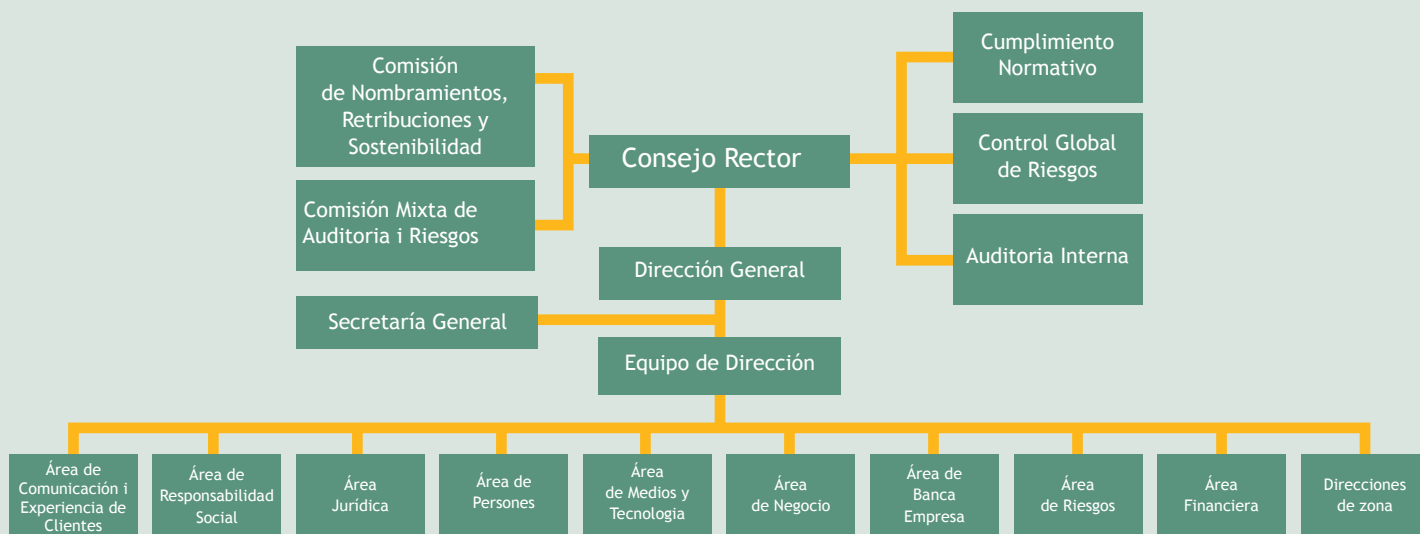 Comisión
de Nombramientos,
Retribuciones y
Sostenibilidad
Comisión Mixta de
Auditoria i Riesgos
Consejo Rector
Cumplimiento
Normativo
Control Global
de Riesgos
Auditoria Interna
Dirección General
Secretaría General
Equipo de Dirección
Área de
Comunicación i
Experiencia de
Clientes
Área de
Responsabilidad
Social
Área
Jurídica
Área de
Persones
Área
de Medios y
Tecnologia
Área
de Negocio
Área de
Banca
Empresa
Área
de Riesgos
Área
Financiera
Direcciones
de zona